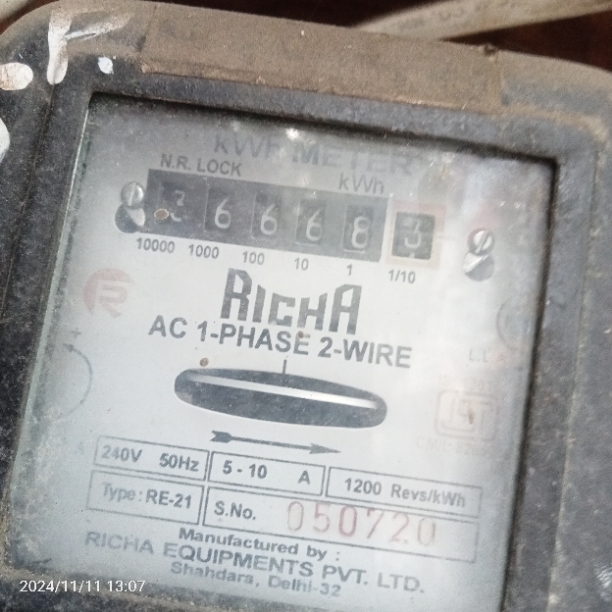 kWh METER
N.R. LOCK
kWh
3 6 6 6 8 3
10000 1000 100 10 1 1/10
RICHA
AC 1-PHASE 2-WIRE
240V 50Hz 5-10 A 1200 Revs/kWh
Type: RE-21 S.No. 050720
Manufactured by :
RICHA EQUIPMENTS PVT. LTD.
Shahdara, Delhi-32
2024/11/11 13:07